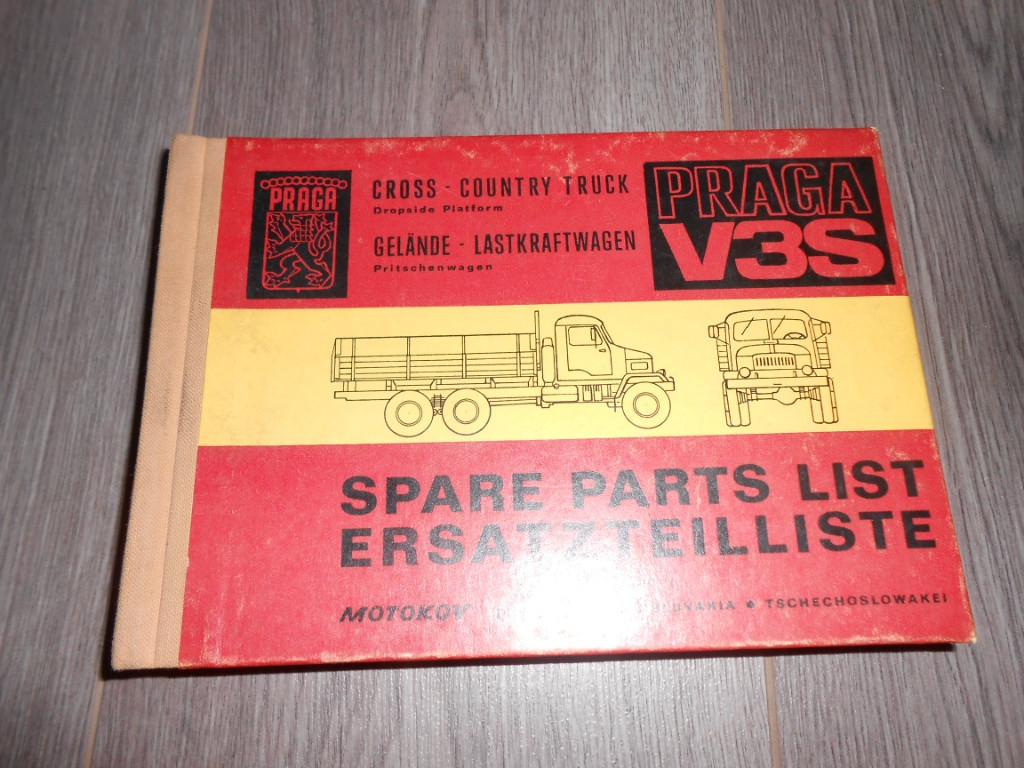 PRAGA
CROSS - COUNTRY TRUCK
Dropside Platform
GELÄNDE - LASTKRAFTWAGEN
Pritschenwagen
PRAGA
V3S
SPARE PARTS LIST
ERSATZTEILLISTE
MOTOKOV • TSCHECHOSLOWAKEI